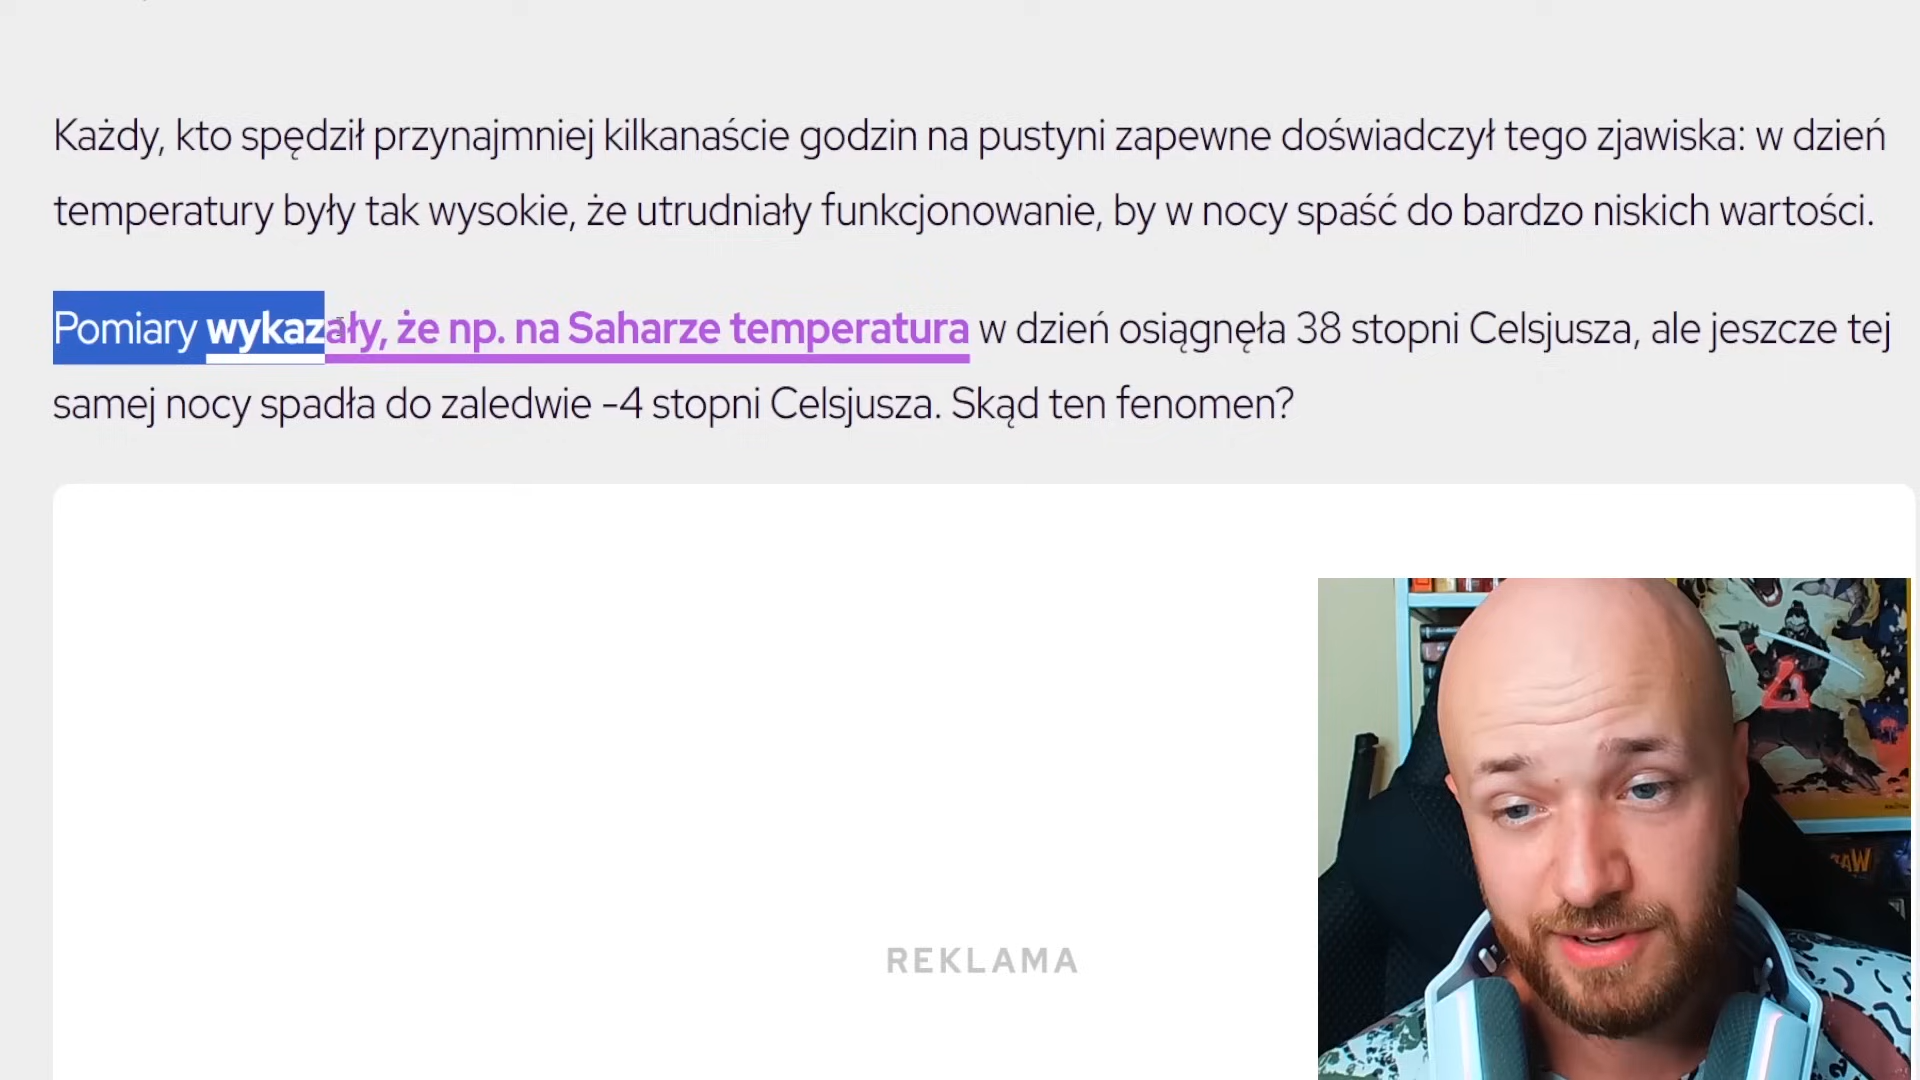 Każdy, kto spędził przynajmniej kilkanaście godzin na pustyni zapewne doświadczył tego zjawiska: w dzień
temperatury były tak wysokie, że utrudniały funkcjonowanie, by w nocy spaść do bardzo niskich wartości.
Pomiary wykazały, że np. na Saharze temperatura w dzień osiągnęła 38 stopni Celsjusza, ale jeszcze tej
samej nocy spadła do zaledwie -4 stopni Celsjusza. Skąd ten fenomen?
REKLAMA